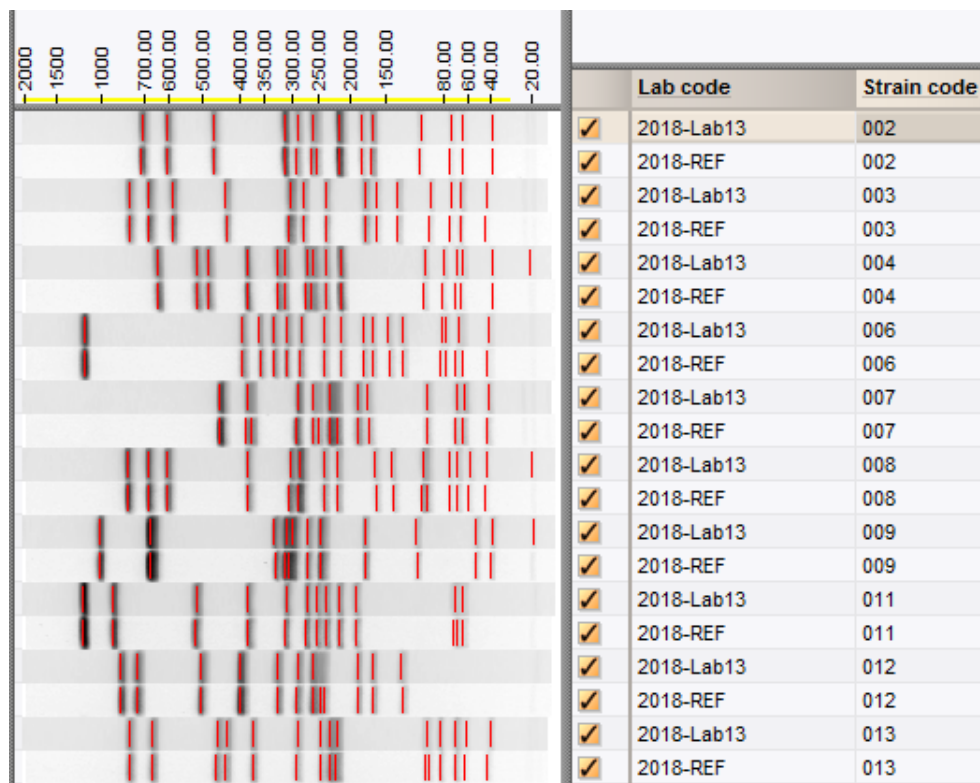 2000 1500 1000 700.00 600.00 500.00 400.00 350.00 300.00 250.00 200.00 150.00 80.00 60.00 40.00 20.00
Lab code Strain code
2018-Lab13 002
2018-REF 002
2018-Lab13 003
2018-REF 003
2018-Lab13 004
2018-REF 004
2018-Lab13 006
2018-REF 006
2018-Lab13 007
2018-REF 007
2018-Lab13 008
2018-REF 008
2018-Lab13 009
2018-REF 009
2018-Lab13 011
2018-REF 011
2018-Lab13 012
2018-REF 012
2018-Lab13 013
2018-REF 013